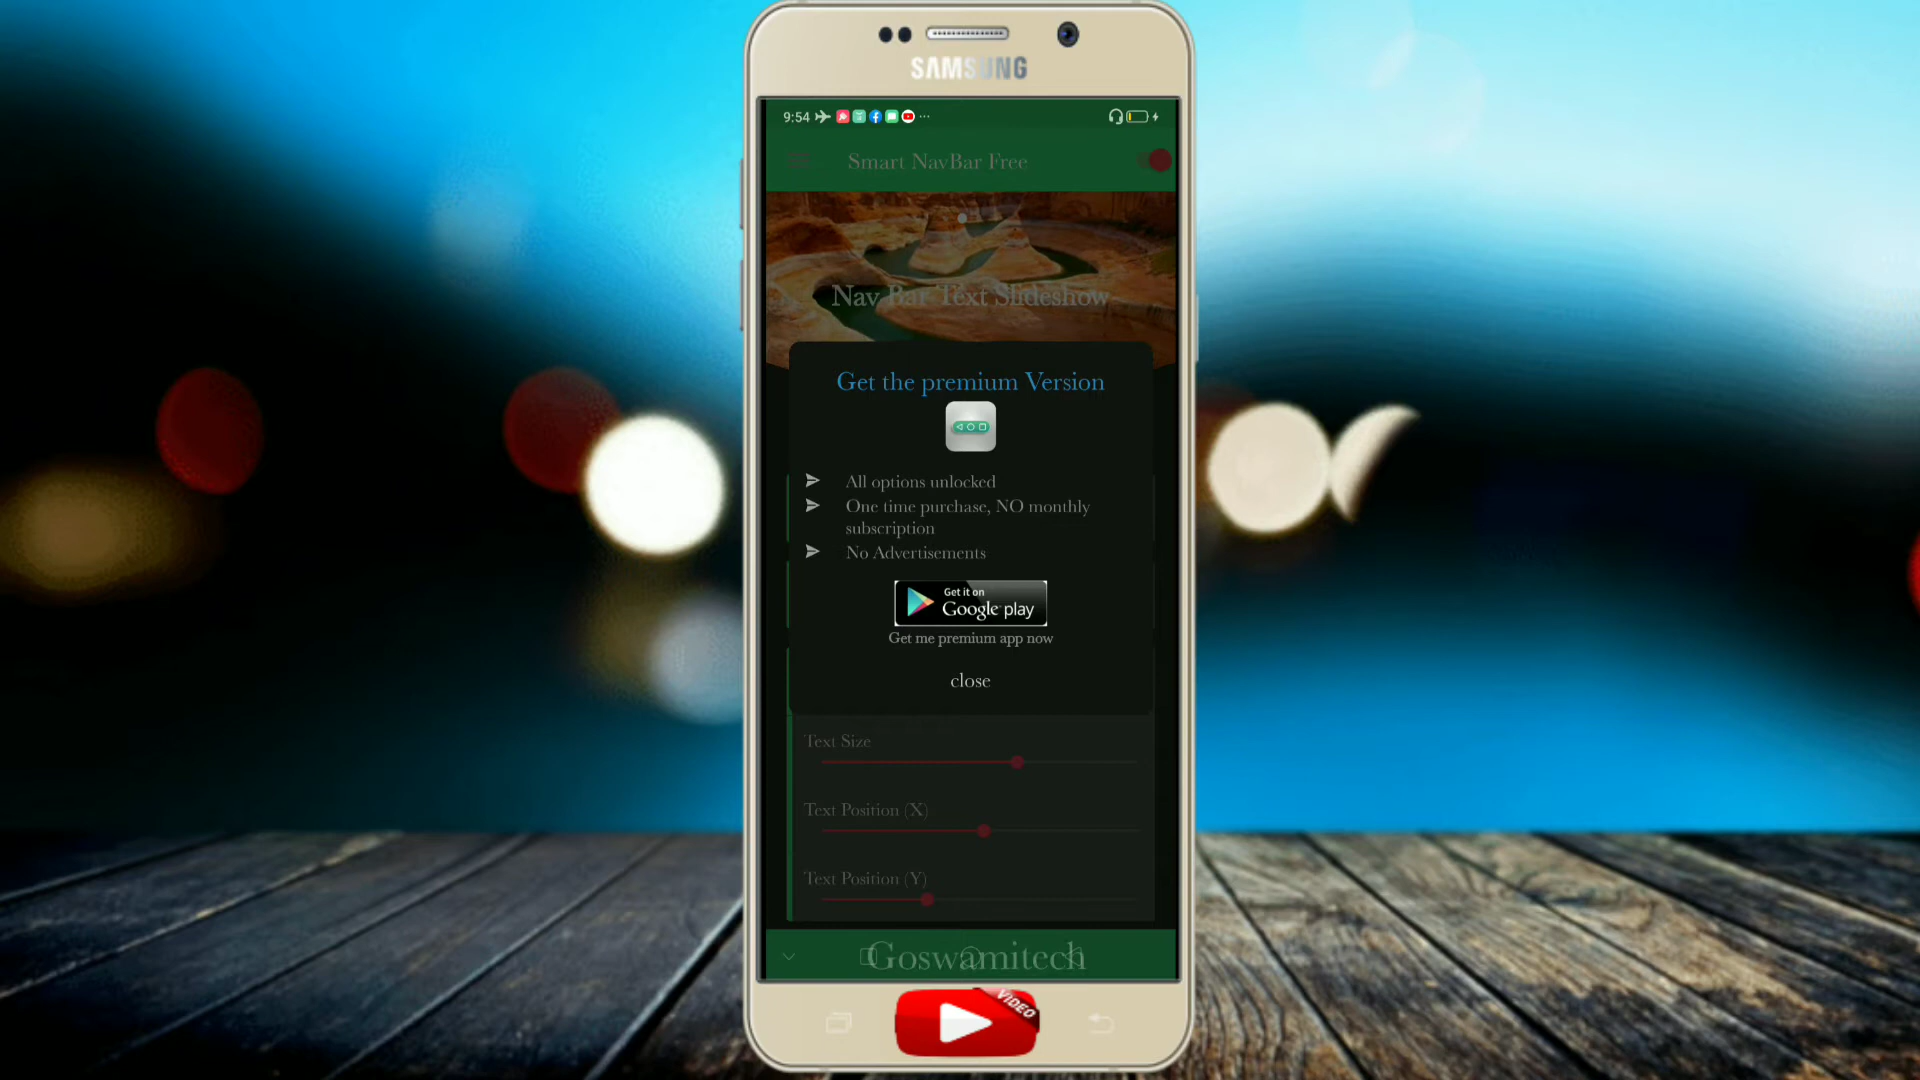 SAMSUNG
9:54
Smart NavBar Free
Nav Bar Text Slideshow
Get the premium Version
All options unlocked
One time purchase, NO monthly
subscription
No Advertisements
Get it on
Google play
Get me premium app now
close
Text Size
Text Position (X)
Text Position (Y)
Goswamitech
VIDEO